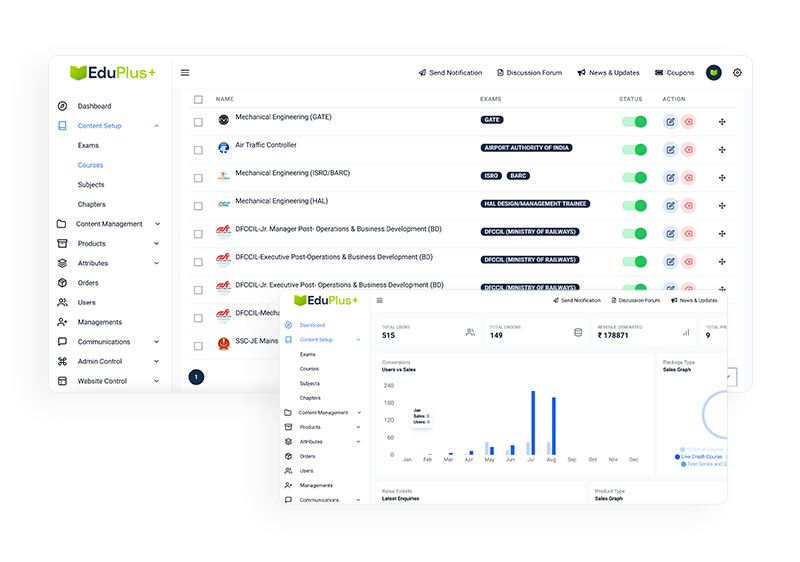 EduPlus+
Send Notification
Discussion Forum
News & Updates
Coupons
Dashboard
Content Setup
Exams
Courses
Subjects
Chapters
Content Management
Products
Attributes
Orders
Users
Managements
Communications
Admin Control
Website Control
NAME EXAMS STATUS ACTION
Mechanical Engineering (GATE) GATE
Air Traffic Controller AIRPORT AUTHORITY OF INDIA
Mechanical Engineering (ISRO/BARC) ISRO BARC
Mechanical Engineering (HAL) HAL DESIGN/MANAGEMENT TRAINEE
DFCCIL-Jr. Manager Post- Operations & Business Development (BD) DFCCIL (MINISTRY OF RAILWAYS)
DFCCIL-Executive Post-Operations & Business Development (BD) DFCCIL (MINISTRY OF RAILWAYS)
DFCCIL-Jr. Executive Post- Operations & Business Development (BD) DFCCIL (MINISTRY OF RAILWAYS)
DFCCIL-Mecha
SSC-JE Mains
1
EduPlus+
Send Notification
Discussion Forum
News & Updates
Dashboard
Content Setup
Exams
Courses
Subjects
Chapters
Content Management
Products
Attributes
Orders
Users
Managements
Communications
TOTAL USERS
515
TOTAL ORDERS
149
REVENUE GENERATED
₹ 178871
TOTAL
9
Conversions
Users vs Sales
240
180
120
60
0
Jan
Sales: 0
Users: 0
Jan Feb Mar Apr May Jun Jul Aug Sep Oct Nov Dec
Package Type
Sales Graph
Live Crash Course
Test Series and
Raise Tickets
Latest Enquiries
Product Type
Sales Graph